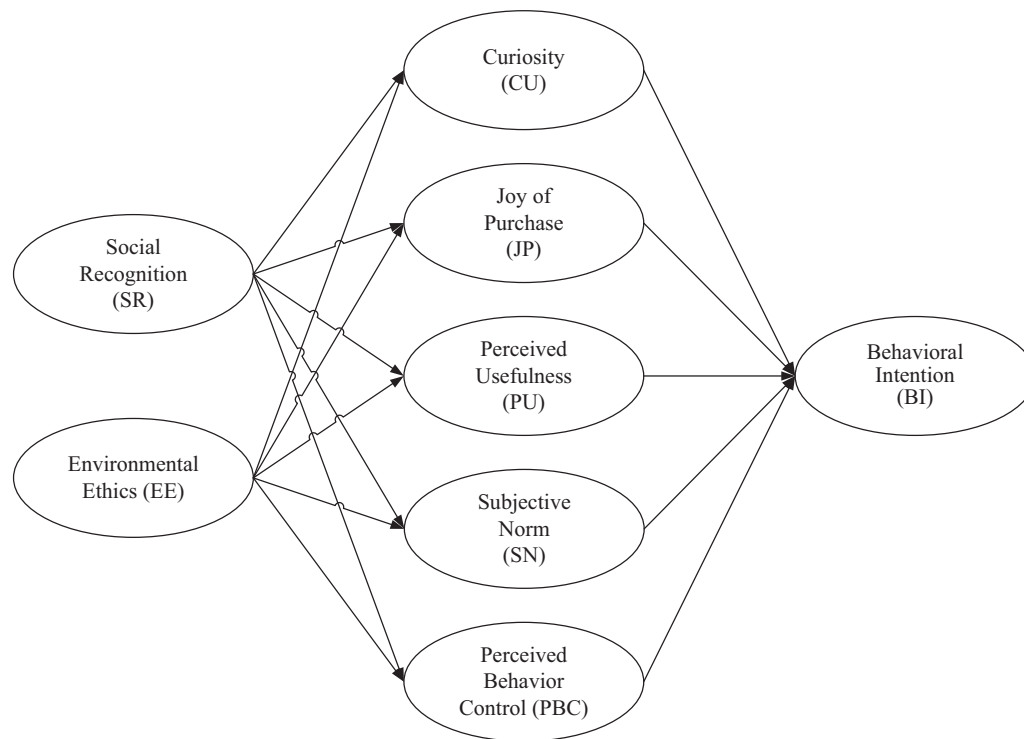 Curiosity
(CU)
Joy of
Purchase
(JP)
Social
Recognition
(SR)
Perceived
Usefulness
(PU)
Behavioral
Intention
(BI)
Environmental
Ethics (EE)
Subjective
Norm
(SN)
Perceived
Behavior
Control (PBC)